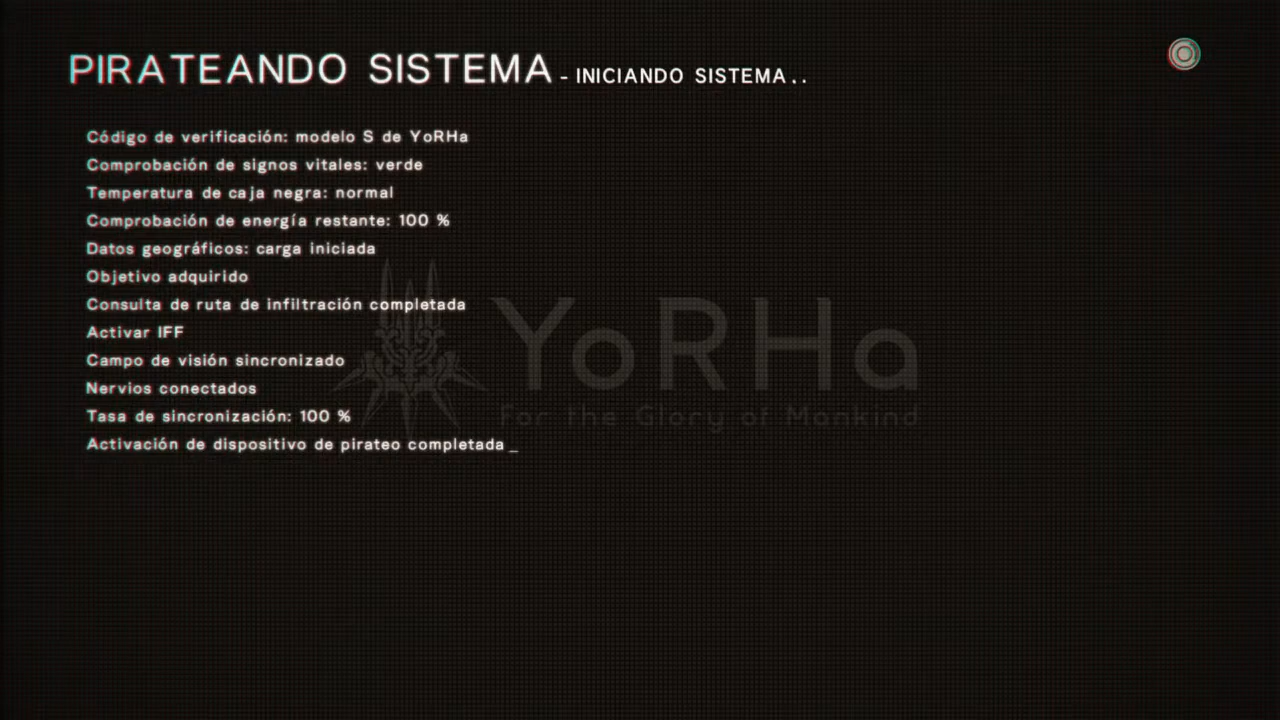 PIRATEANDO SISTEMA - INICIANDO SISTEMA..
Código de verificación: modelo S de YoRHa
Comprobación de signos vitales: verde
Temperatura de caja negra: normal
Comprobación de energía restante: 100 %
Datos geográficos: carga iniciada
Objetivo adquirido
Consulta de ruta de infiltración completada
Activar IFF
Campo de visión sincronizado
Nervios conectados
Tasa de sincronización: 100 %
Activación de dispositivo de pirateo completada _
YoRHa
For the Glory of Mankind